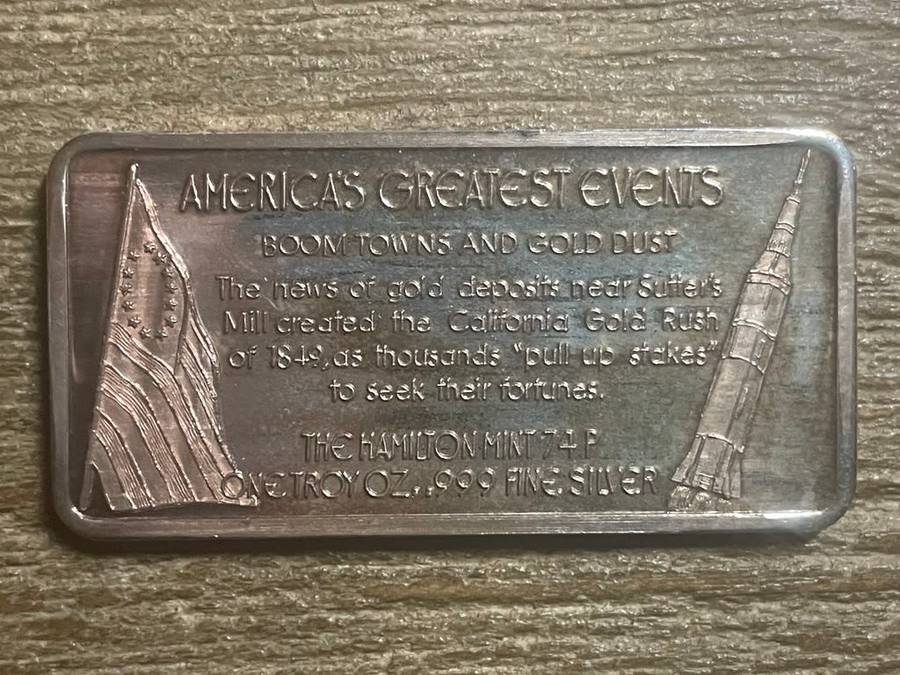 AMERICA'S GREATEST EVENTS
BOOM TOWNS AND GOLD DUST
The news of gold deposits near Sutter's
Mill created the California Gold Rush
of 1849, as thousands "pull up stakes"
to seek their fortunes.
THE HAMILTON MINT 74 P
ONE TROY OZ. .999 FINE SILVER